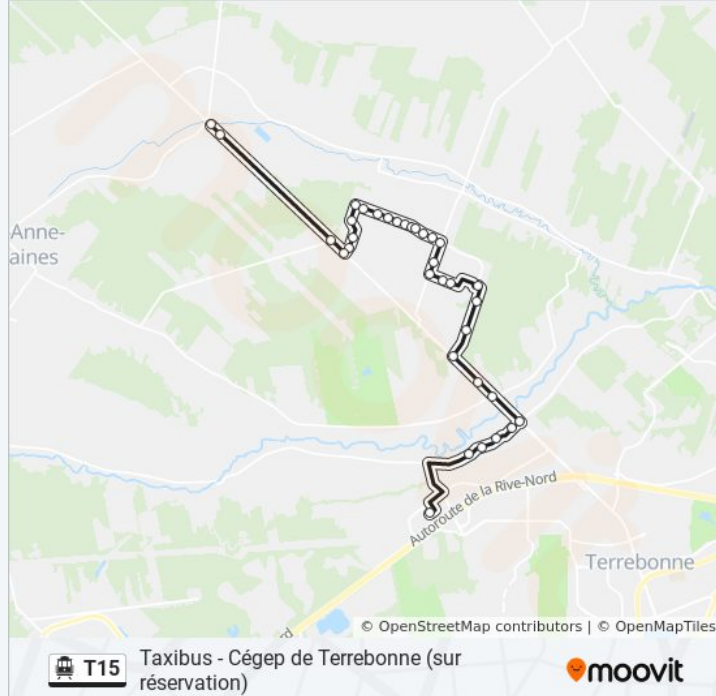 Anne-
aines
Autoroute de la Rive-Nord
Terrebonne
rd
© OpenStreetMap contributors | © OpenMapTiles
T15
Taxibus - Cégep de Terrebonne (sur
réservation)
moovit